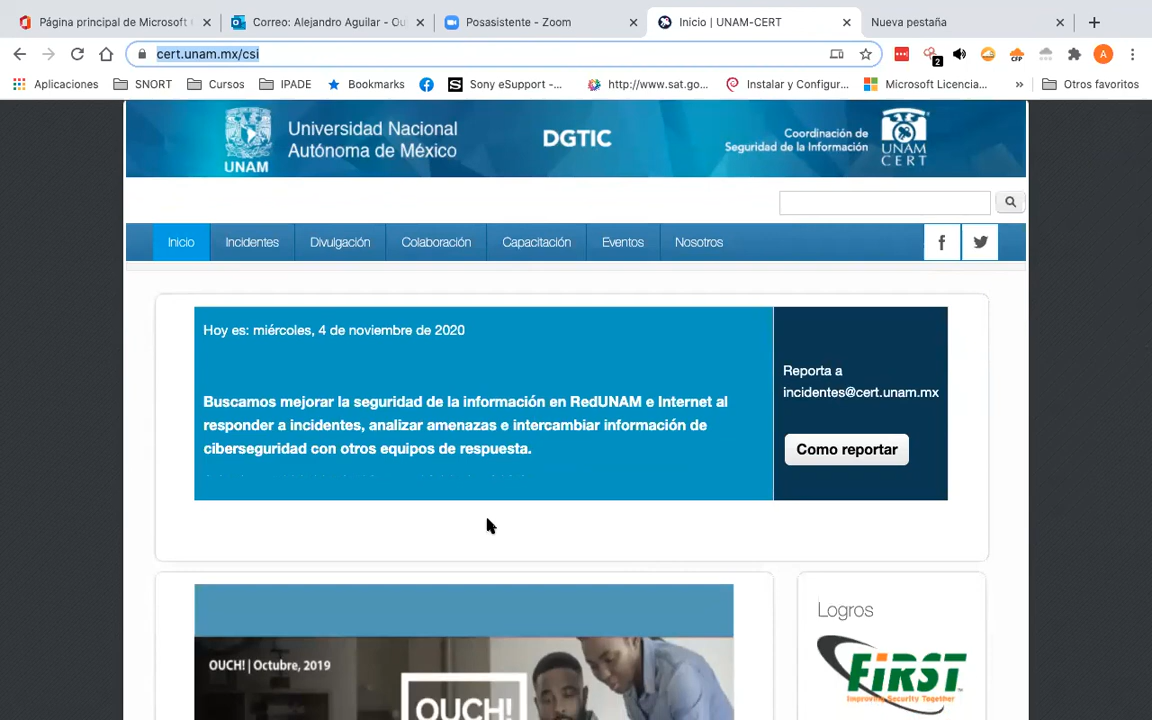 Página principal de Microsoft
Correo: Alejandro Aguilar - Ou
Posasistente - Zoom
Inicio | UNAM-CERT
Nueva pestaña
cert.unam.mx/csi
2
CFP
A
Aplicaciones
SNORT
Cursos
IPADE
Bookmarks
Sony eSupport -...
http://www.sat.go...
Instalar y Configur...
Microsoft Licencia...
»
Otros favoritos
UNAM
Universidad Nacional
Autónoma de México
DGTIC
Coordinación de
Seguridad de la Información
UNAM
CERT
Inicio
Incidentes
Divulgación
Colaboración
Capacitación
Eventos
Nosotros
Hoy es: miércoles, 4 de noviembre de 2020
Buscamos mejorar la seguridad de la información en RedUNAM e Internet al
responder a incidentes, analizar amenazas e intercambiar información de
ciberseguridad con otros equipos de respuesta.
Reporta a
incidentes@cert.unam.mx
Como reportar
OUCH! | Octubre, 2019
OUCH!
Logros
FIRST
Improving Security Together